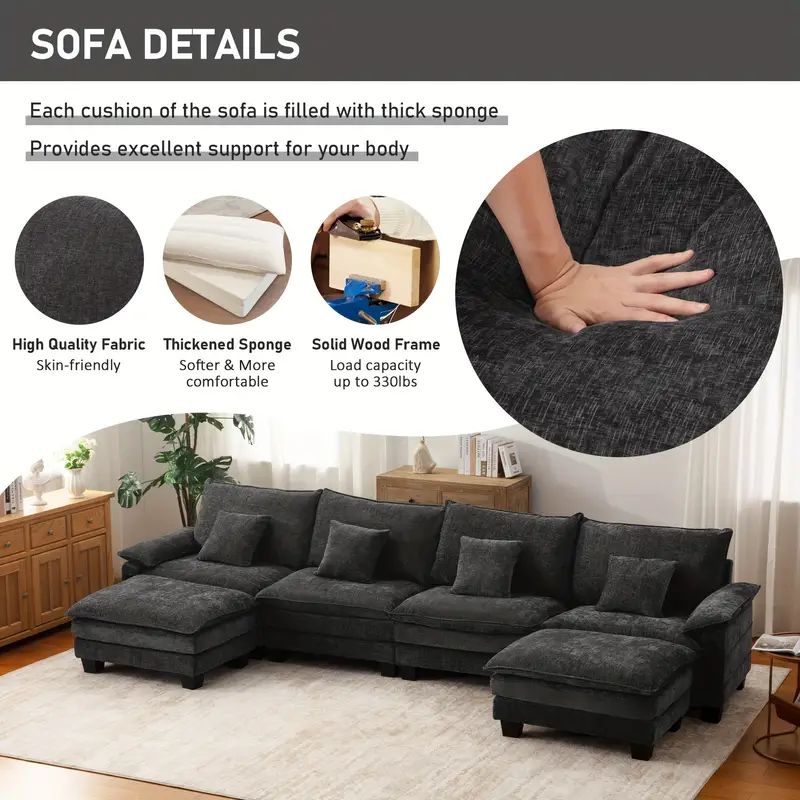 SOFA DETAILS
Each cushion of the sofa is filled with thick sponge
Provides excellent support for your body
High Quality Fabric
Skin-friendly
Thickened Sponge
Softer & More
comfortable
Solid Wood Frame
Load capacity
up to 330lbs